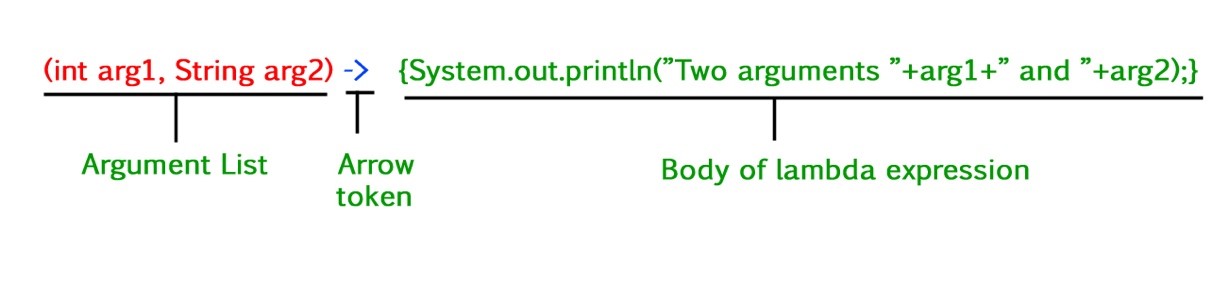 (int arg1, String arg2) -> {System.out.println(”Two arguments ”+arg1+” and ”+arg2);}
Argument List
Arrow
token
Body of lambda expression